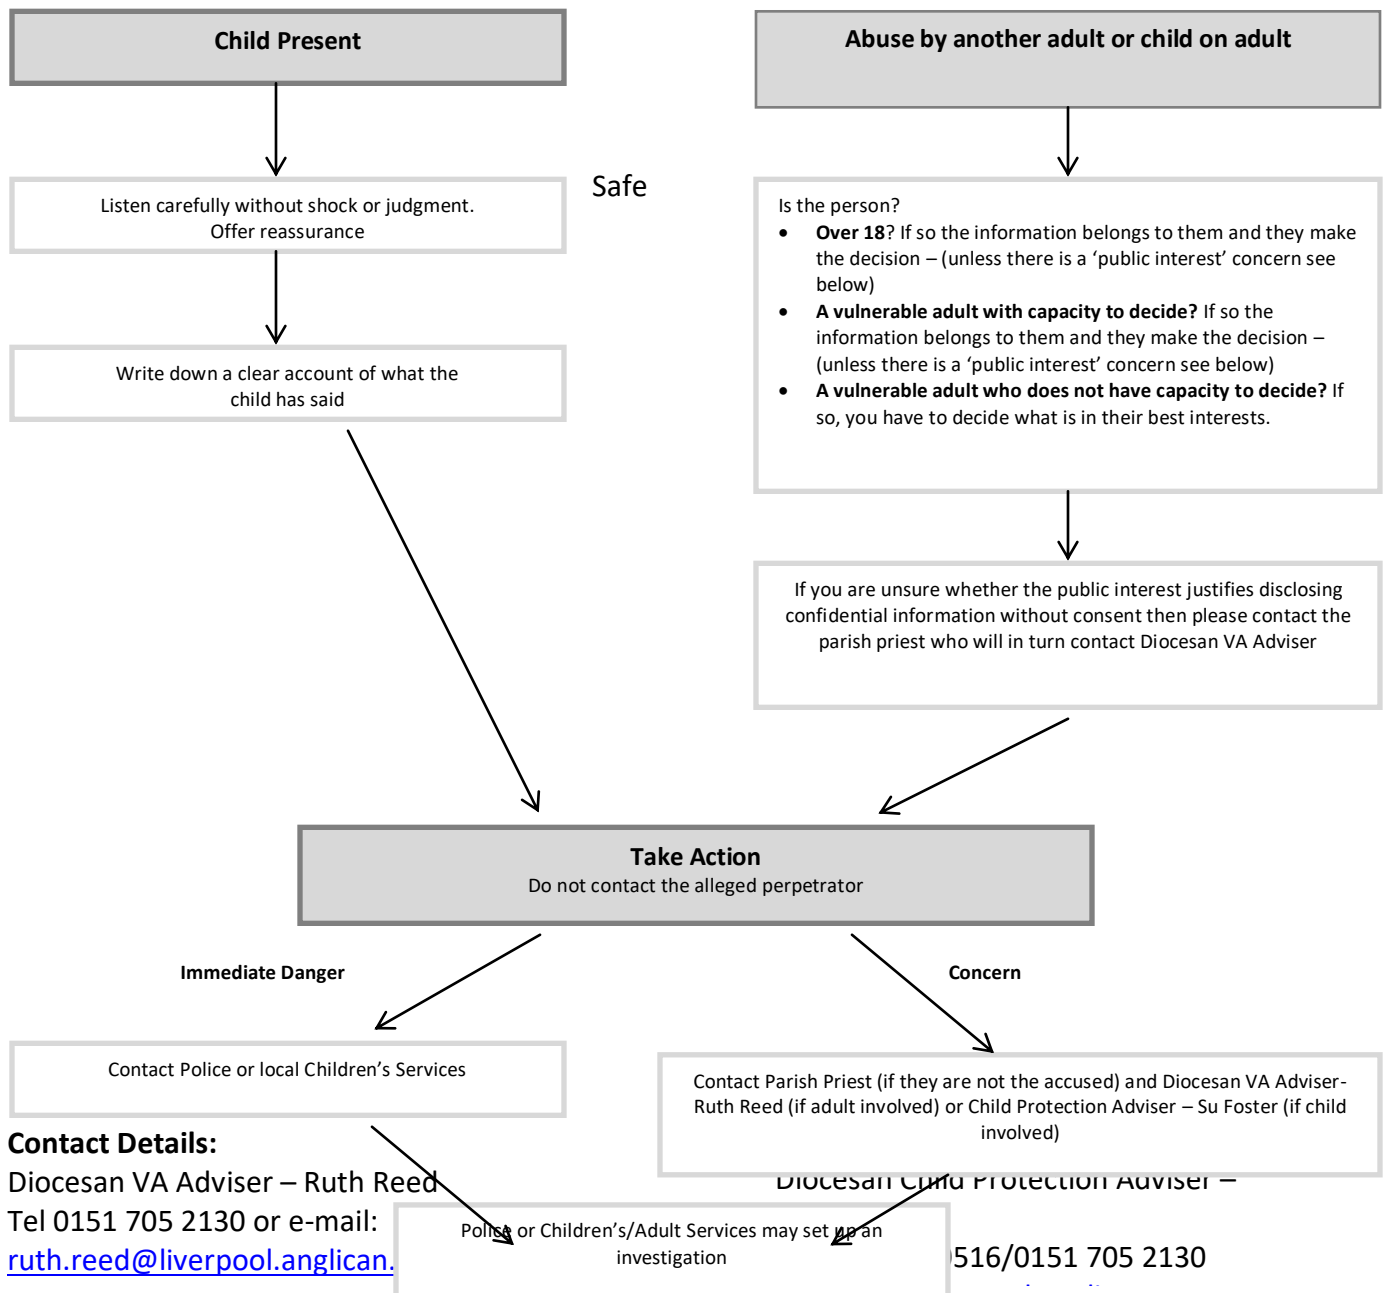 Child Present
Listen carefully without shock or judgment.
Offer reassurance
Write down a clear account of what the
child has said
Safe
Abuse by another adult or child on adult
Is the person?
• Over 18? If so the information belongs to them and they make
the decision – (unless there is a ‘public interest’ concern see
below)
• A vulnerable adult with capacity to decide? If so the
information belongs to them and they make the decision –
(unless there is a ‘public interest’ concern see below)
• A vulnerable adult who does not have capacity to decide? If
so, you have to decide what is in their best interests.
If you are unsure whether the public interest justifies disclosing
confidential information without consent then please contact the
parish priest who will in turn contact Diocesan VA Adviser
Take Action
Do not contact the alleged perpetrator
Immediate Danger
Concern
Contact Police or local Children’s Services
Contact Parish Priest (if they are not the accused) and Diocesan VA Adviser-
Ruth Reed (if adult involved) or Child Protection Adviser – Su Foster (if child
involved)
Contact Details:
Diocesan VA Adviser – Ruth Reed
Tel 0151 705 2130 or e-mail:
ruth.reed@liverpool.anglican.
Diocesan Child Protection Adviser –
516/0151 705 2130
Police or Children’s/Adult Services may set up an
investigation